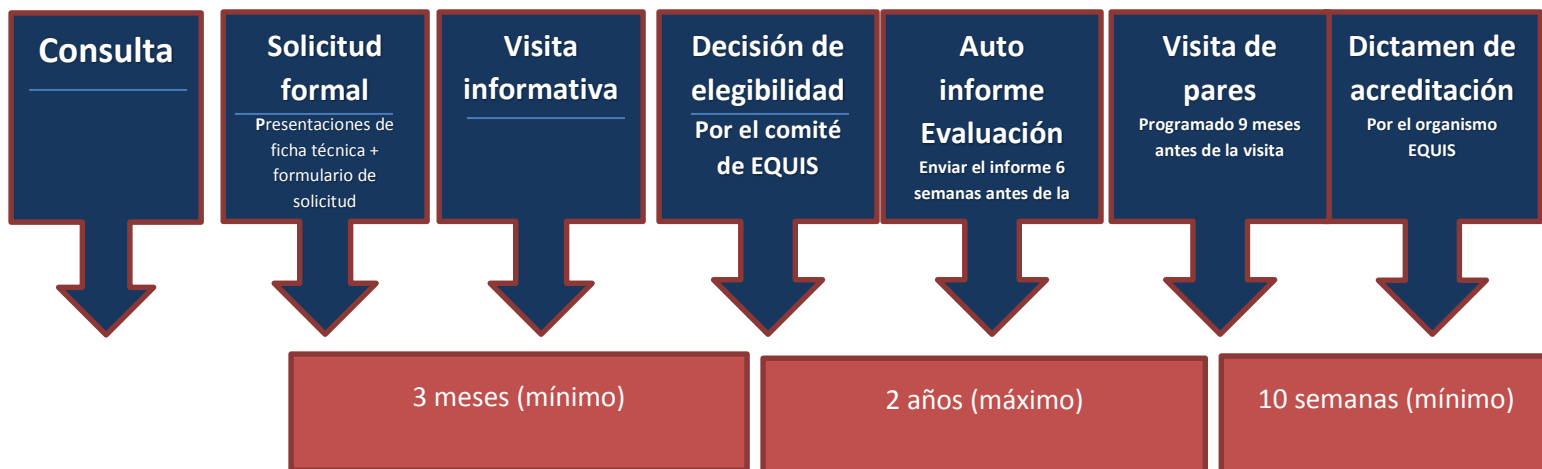 Consulta
Solicitud
formal
Presentaciones de
ficha técnica +
formulario de
solicitud
Visita
informativa
Decisión de
elegibilidad
Por el comité
de EQUIS
Auto
informe
Evaluación
Enviar el informe 6
semanas antes de la
Visita de
pares
Programado 9 meses
antes de la visita
Dictamen de
acreditación
Por el organismo
EQUIS
3 meses (mínimo)
2 años (máximo)
10 semanas (mínimo)